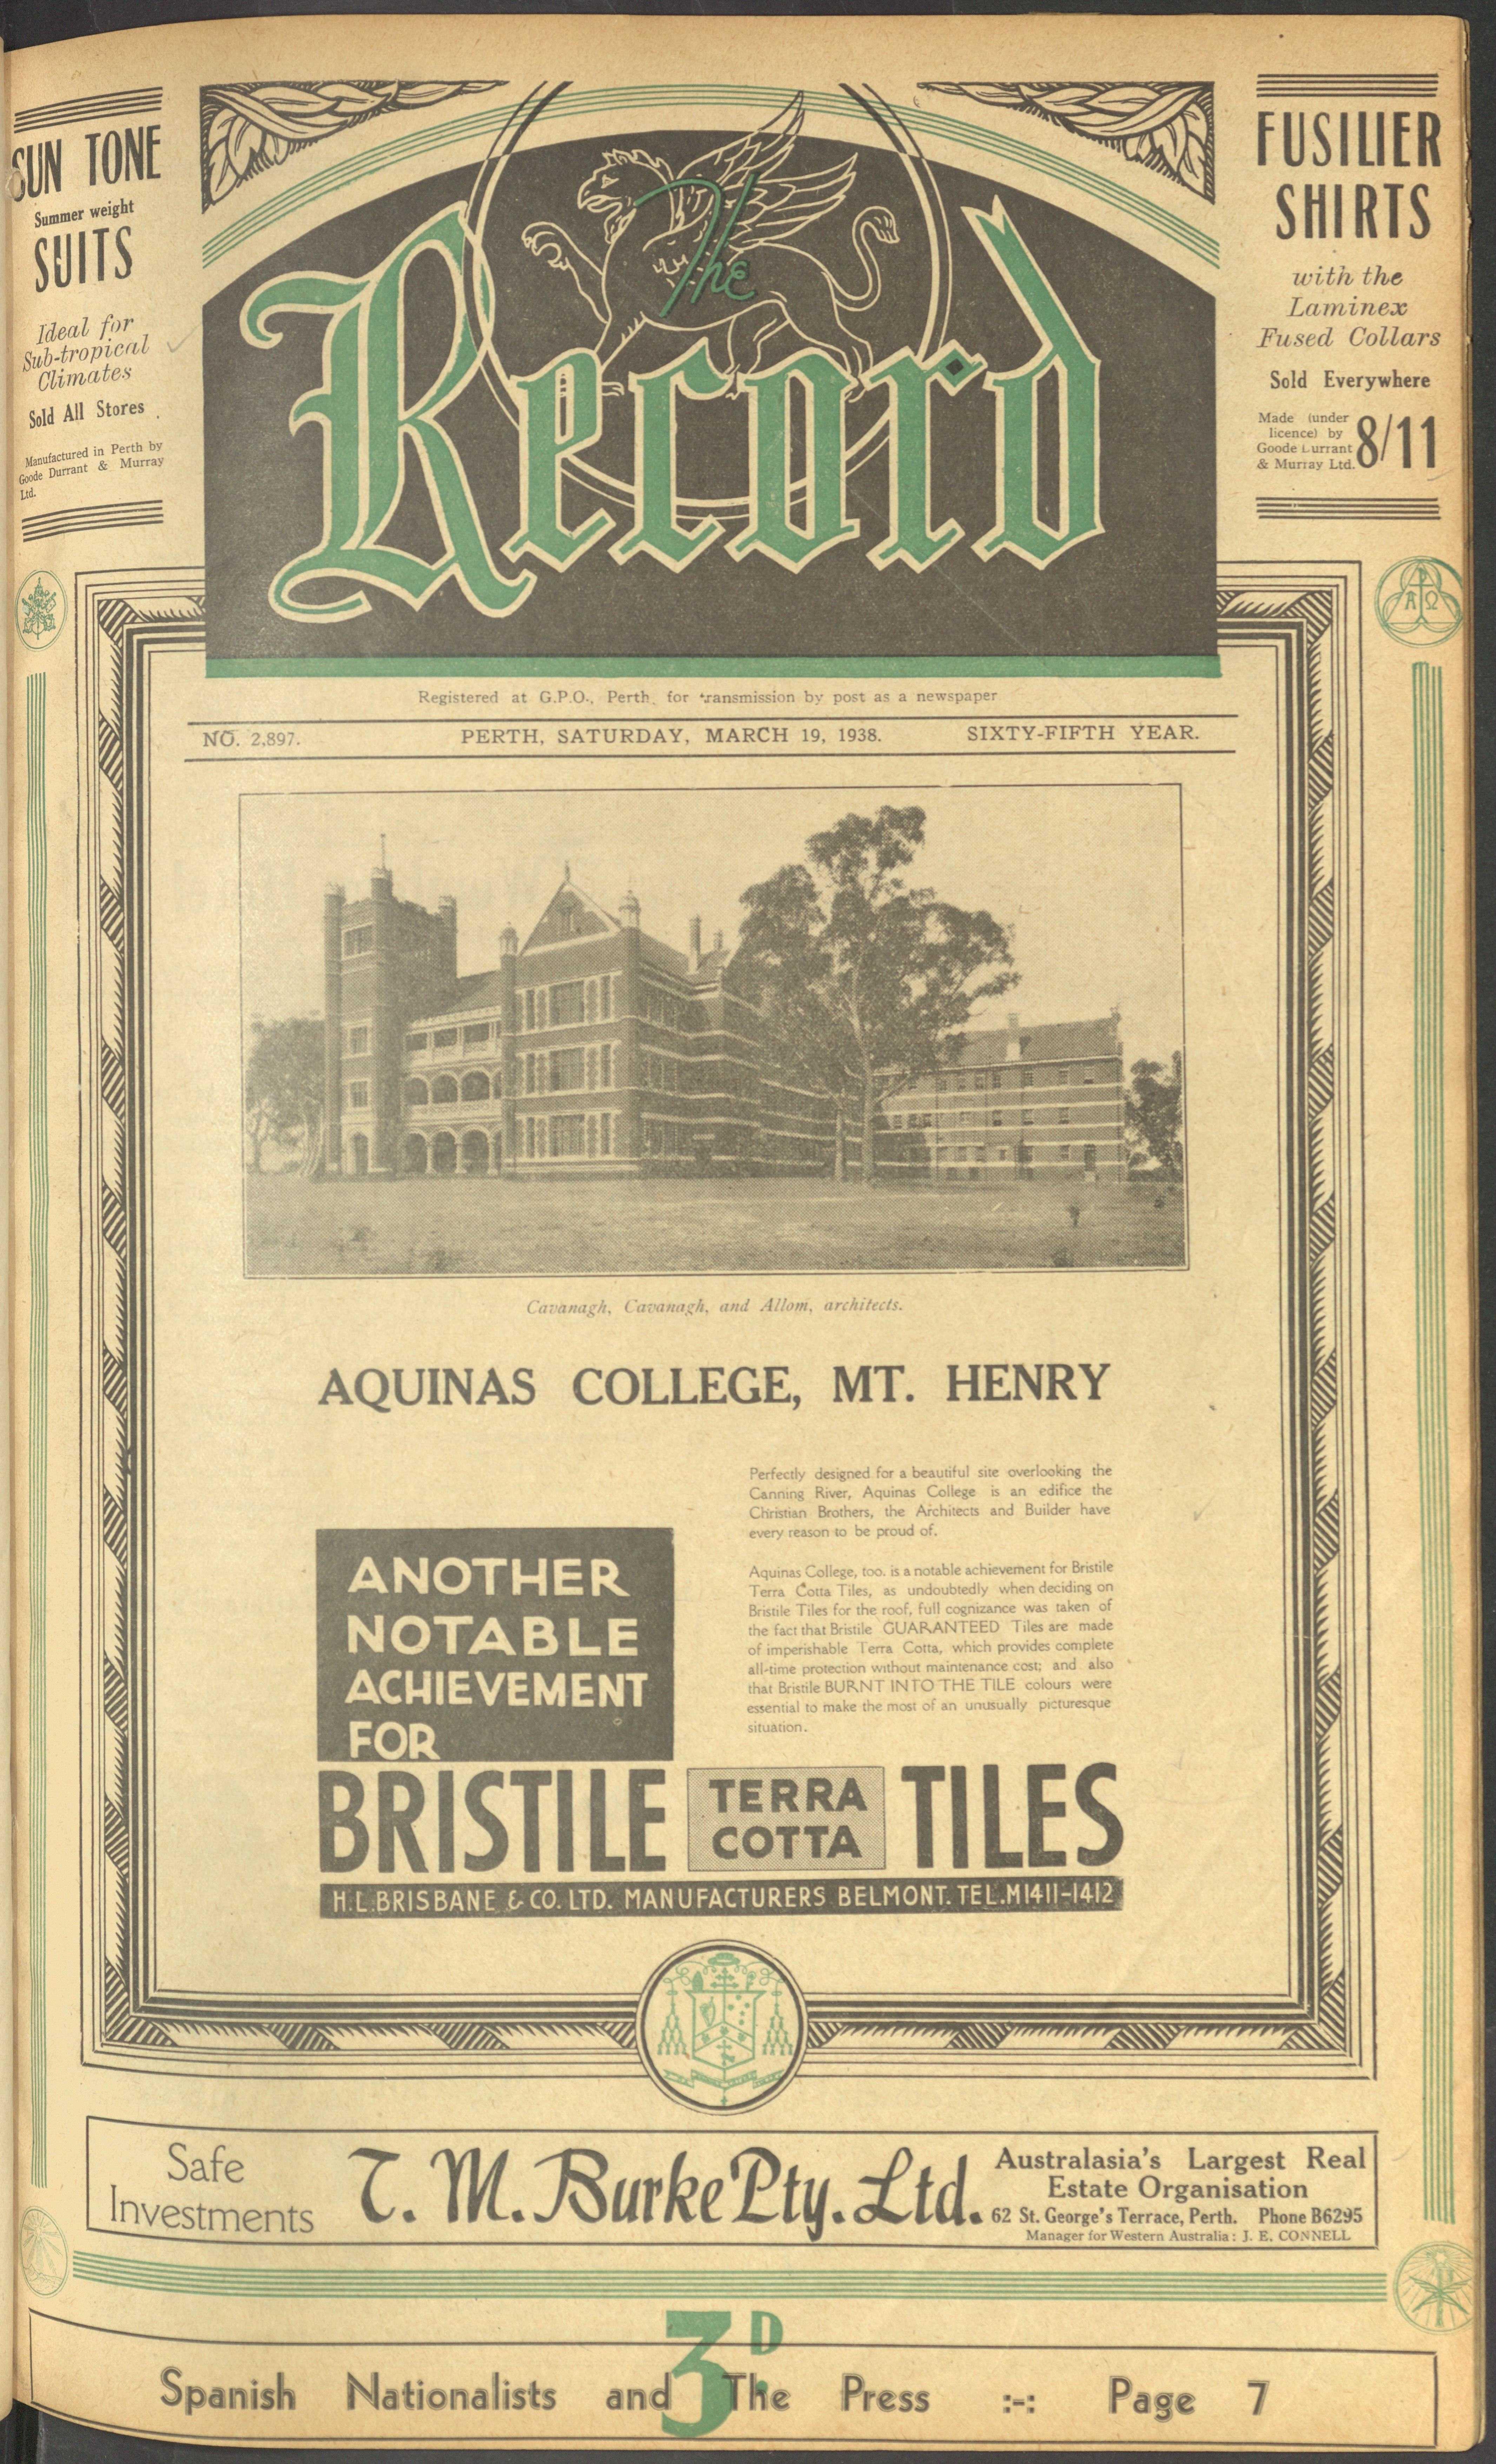 SUN TONE
Summer weight
SUITS
Ideal for
Sub-tropical
Climates
Sold All Stores
Manufactured in Perth by
Goode Durrant & Murray
Ltd.
The
Record
FUSILIER
SHIRTS
with the
Laminex
Fused Collars
Sold Everywhere
Made (under
licence) by
Goode Durrant
& Murray Ltd.
8/11
A P Ω
Registered at G.P.O., Perth, for transmission by post as a newspaper
NO. 2,897. PERTH, SATURDAY, MARCH 19, 1938. SIXTY-FIFTH YEAR.
Cavanagh, Cavanagh, and Allom, architects.
AQUINAS COLLEGE, MT. HENRY
Perfectly designed for a beautiful site overlooking the
Canning River, Aquinas College is an edifice the
Christian Brothers, the Architects and Builder have
every reason to be proud of.
Aquinas College, too. is a notable achievement for Bristile
Terra Cotta Tiles, as undoubtedly when deciding on
Bristile Tiles for the roof, full cognizance was taken of
the fact that Bristile GUARANTEED Tiles are made
of imperishable Terra Cotta, which provides complete
all-time protection without maintenance cost; and also
that Bristile BURNT INTO THE TILE colours were
essential to make the most of an unusually picturesque
situation.
ANOTHER
NOTABLE
ACHIEVEMENT
FOR
BRISTILE TERRA COTTA TILES
H.L.BRISBANE & CO. LTD. MANUFACTURERS BELMONT. TEL.M1411-1412
Safe
Investments
T. M. Burke Pty. Ltd.
Australasia's Largest Real
Estate Organisation
62 St. George's Terrace, Perth. Phone B6295
Manager for Western Australia: J. E. CONNELL
3D.
Spanish Nationalists and The Press :-: Page 7